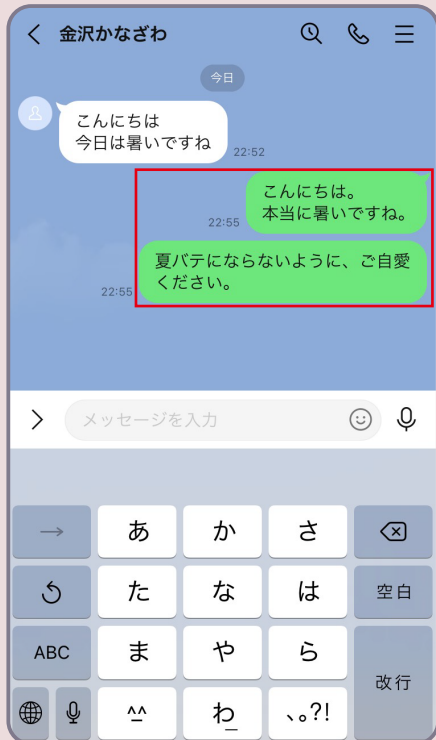 金沢かなざわ
今日
こんにちは
今日は暑いですね
22:52
こんにちは。
本当に暑いですね。
22:55
夏バテにならないように、ご自愛
ください。
22:55
メッセージを入力
→ あ か さ
た な は 空白
ABC ま や ら
改行
^^ わ 、。?!